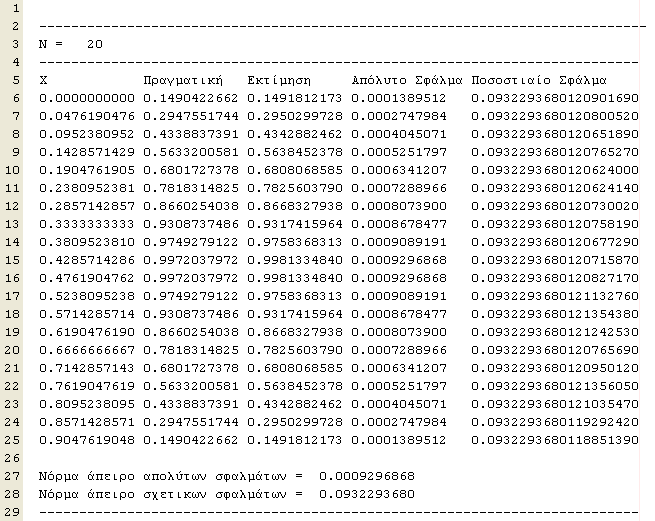 1
2 -------------------------------------------------------------------------------
3 N =   20
4 ------------------------------------------------------------------------------
5 X            Πραγματική   Εκτίμηση     Απόλυτο Σφάλμα Ποσοστιαίο Σφάλμα
6 0.0000000000 0.1490422662 0.1491812173 0.0001389512   0.0932293680120901690
7 0.0476190476 0.2947551744 0.2950299728 0.0002747984   0.0932293680120800520
8 0.0952380952 0.4338837391 0.4342882462 0.0004045071   0.0932293680120651890
9 0.1428571429 0.5633200581 0.5638452378 0.0005251797   0.0932293680120765270
10 0.1904761905 0.6801727378 0.6808068585 0.0006341207   0.0932293680120624000
11 0.2380952381 0.7818314825 0.7825603790 0.0007288966   0.0932293680120624140
12 0.2857142857 0.8660254038 0.8668327938 0.0008073900   0.0932293680120730020
13 0.3333333333 0.9308737486 0.9317415964 0.0008678477   0.0932293680120758190
14 0.3809523810 0.9749279122 0.9758368313 0.0009089191   0.0932293680120677290
15 0.4285714286 0.9972037972 0.9981334840 0.0009296868   0.0932293680120715870
16 0.4761904762 0.9972037972 0.9981334840 0.0009296868   0.0932293680120827170
17 0.5238095238 0.9749279122 0.9758368313 0.0009089191   0.0932293680121132760
18 0.5714285714 0.9308737486 0.9317415964 0.0008678477   0.0932293680121354380
19 0.6190476190 0.8660254038 0.8668327938 0.0008073900   0.0932293680121242530
20 0.6666666667 0.7818314825 0.7825603790 0.0007288966   0.0932293680120765690
21 0.7142857143 0.6801727378 0.6808068585 0.0006341207   0.0932293680120950120
22 0.7619047619 0.5633200581 0.5638452378 0.0005251797   0.0932293680121356050
23 0.8095238095 0.4338837391 0.4342882462 0.0004045071   0.0932293680121035470
24 0.8571428571 0.2947551744 0.2950299728 0.0002747984   0.0932293680119292420
25 0.9047619048 0.1490422662 0.1491812173 0.0001389512   0.0932293680118851390
26
27 Νόρμα άπειρο απολύτων σφαλμάτων =  0.0009296868
28 Νόρμα άπειρο σχετικων σφαλμάτων =  0.0932293680
29 ------------------------------------------------------------------------------